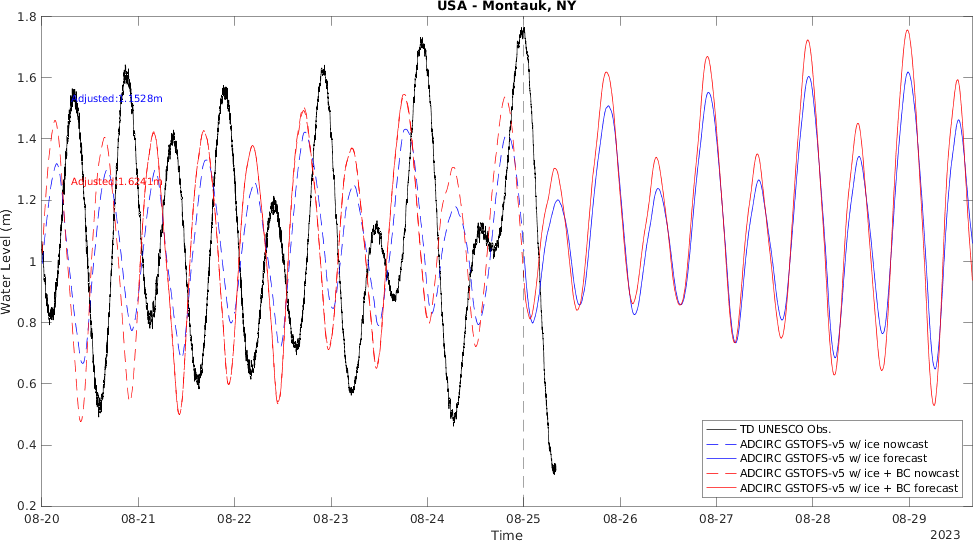 USA - Montauk, NY
1.8
1.6
1.4
1.2
1
0.8
0.6
0.4
0.2
Water Level (m)
Adjusted:1.1528m
Adjusted:1.6241m
TD UNESCO Obs.
ADCIRC GSTOFS-v5 w/ ice nowcast
ADCIRC GSTOFS-v5 w/ ice forecast
ADCIRC GSTOFS-v5 w/ ice + BC nowcast
ADCIRC GSTOFS-v5 w/ ice + BC forecast
08-20 08-21 08-22 08-23 08-24 08-25 08-26 08-27 08-28 08-29
Time
2023